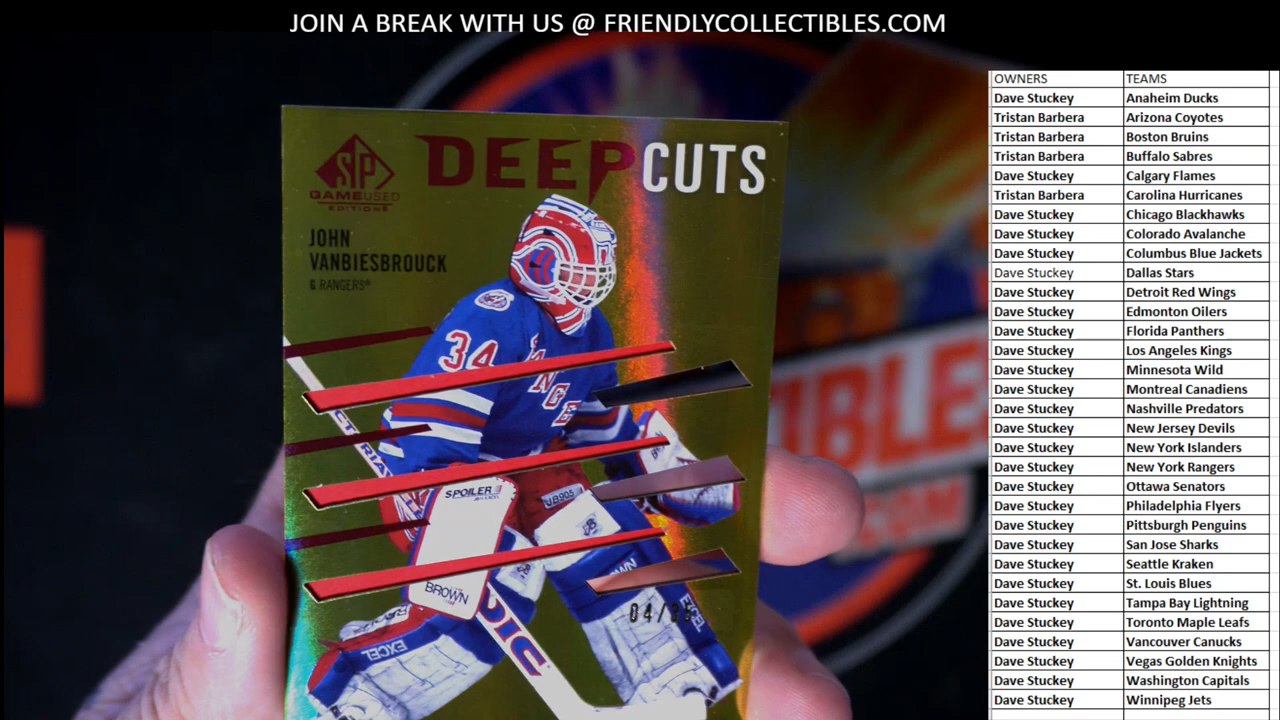 JOIN A BREAK WITH US @ FRIENDLYCOLLECTIBLES.COM
SP
GAMEUSED
EDITION
DEEP CUTS
JOHN
VANBIESBROUCK
G RANGERS
34
SPOILER
JB905
BROWN
BROWN
EXCEL
IBLE
.COM
OWNERS TEAMS
Dave Stuckey Anaheim Ducks
Tristan Barbera Arizona Coyotes
Tristan Barbera Boston Bruins
Tristan Barbera Buffalo Sabres
Dave Stuckey Calgary Flames
Tristan Barbera Carolina Hurricanes
Dave Stuckey Chicago Blackhawks
Dave Stuckey Colorado Avalanche
Dave Stuckey Columbus Blue Jackets
Dave Stuckey Dallas Stars
Dave Stuckey Detroit Red Wings
Dave Stuckey Edmonton Oilers
Dave Stuckey Florida Panthers
Dave Stuckey Los Angeles Kings
Dave Stuckey Minnesota Wild
Dave Stuckey Montreal Canadiens
Dave Stuckey Nashville Predators
Dave Stuckey New Jersey Devils
Dave Stuckey New York Islanders
Dave Stuckey New York Rangers
Dave Stuckey Ottawa Senators
Dave Stuckey Philadelphia Flyers
Dave Stuckey Pittsburgh Penguins
Dave Stuckey San Jose Sharks
Dave Stuckey Seattle Kraken
Dave Stuckey St. Louis Blues
Dave Stuckey Tampa Bay Lightning
Dave Stuckey Toronto Maple Leafs
Dave Stuckey Vancouver Canucks
Dave Stuckey Vegas Golden Knights
Dave Stuckey Washington Capitals
Dave Stuckey Winnipeg Jets